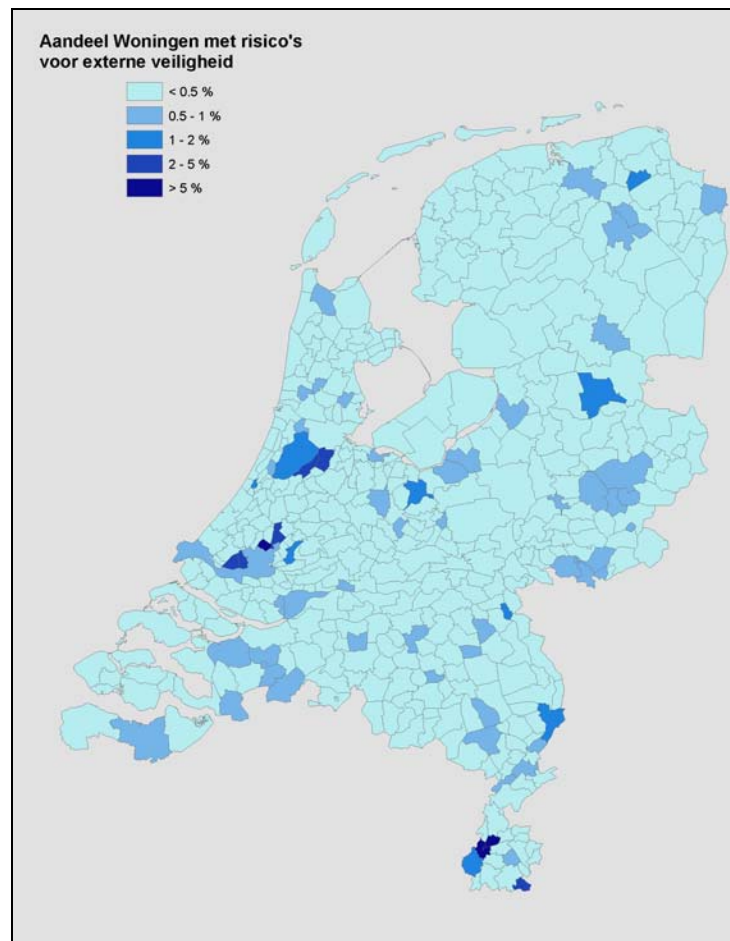 Aandeel Woningen met risico's
voor externe veiligheid
< 0.5 %
0.5 - 1 %
1 - 2 %
2 - 5 %
>5 %